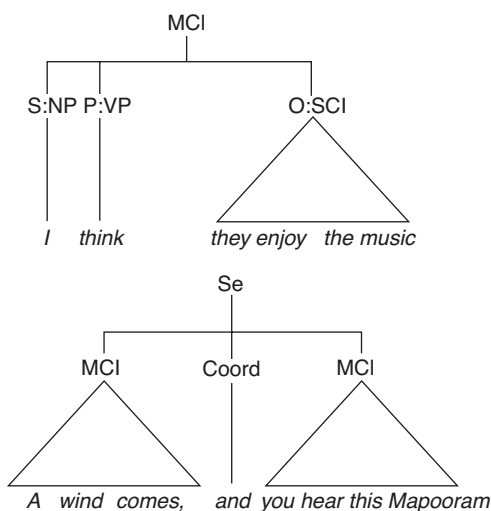 MCl
S:NP P:VP O:SCl
I think they enjoy the music
Se
MCl Coord MCl
A wind comes, and you hear this Mapooram